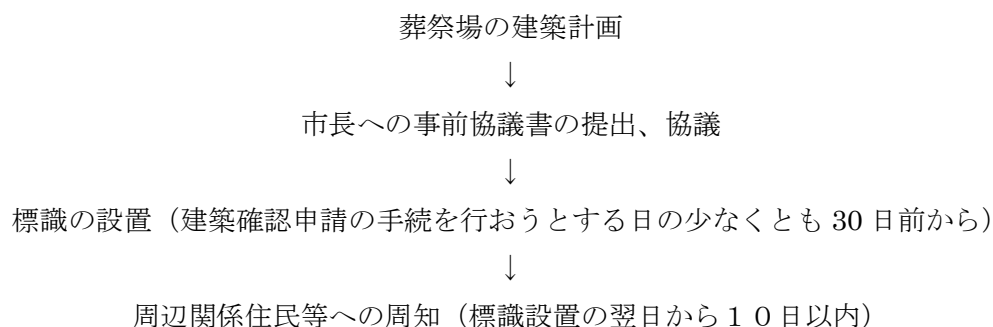 葬祭場の建築計画
↓
市長への事前協議書の提出、協議
↓
標識の設置（建築確認申請の手続を行おうとする日の少なくとも 30 日前から）
↓
周辺関係住民等への周知（標識設置の翌日から１０日以内）